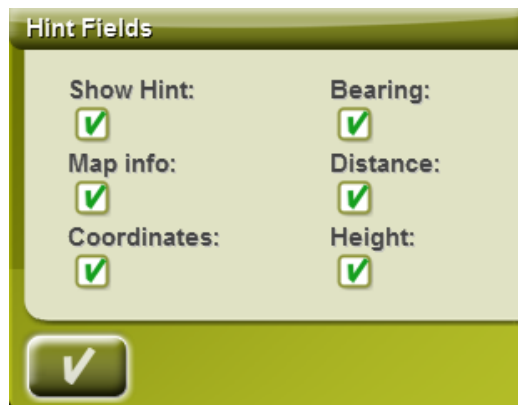 Hint Fields
Show Hint: Bearing:
Map info: Distance:
Coordinates: Height: